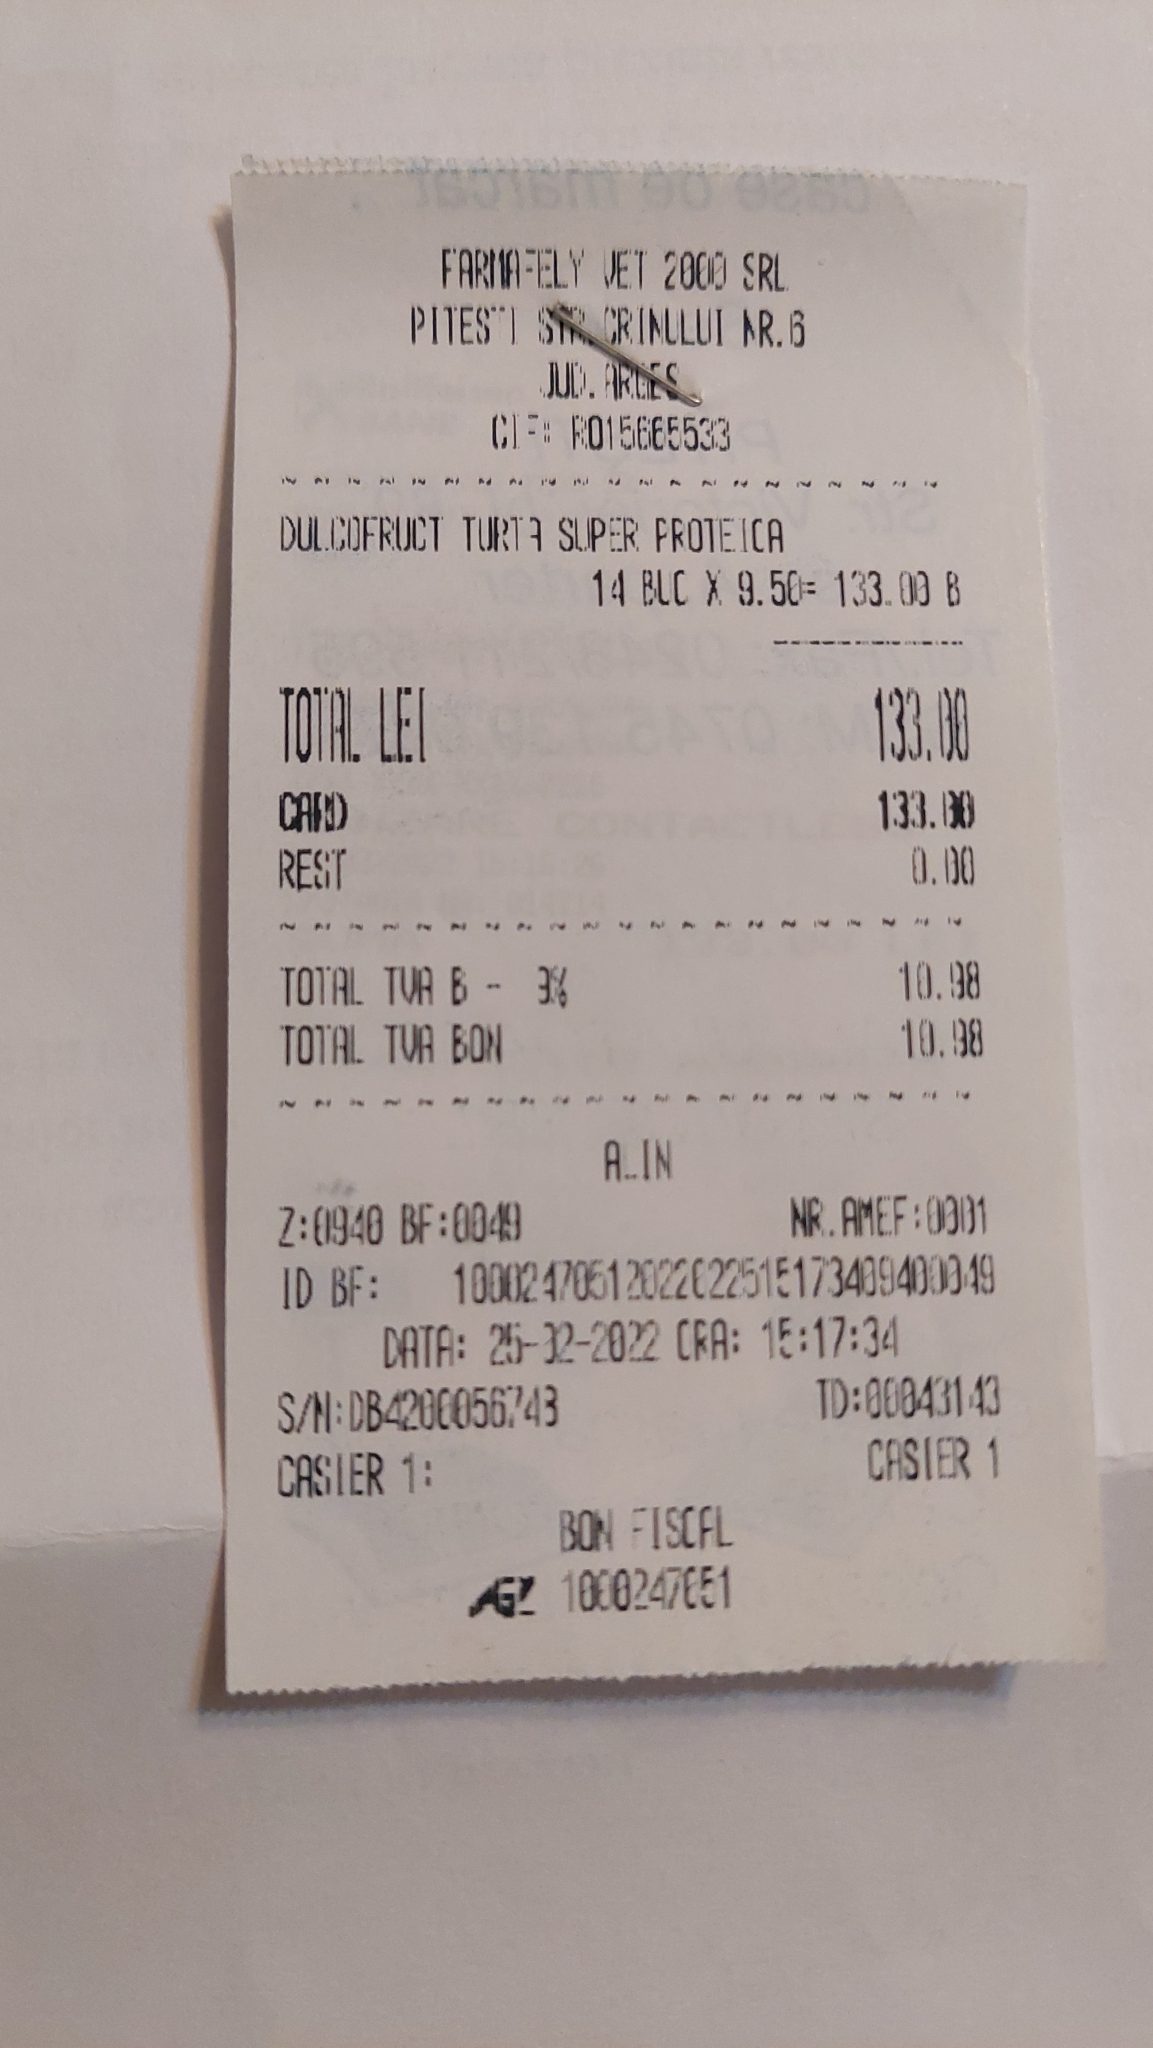 FARMAFELY VET 2000 SRL
PITESTI STR.CRINULUI NR.6
JUD. ARGES
CIF: RO15665533
DULCOFRUCT TURTA SUPER PROTEICA
14 BUC X 9.50= 133.00 B
TOTAL LEI 133.00
CARD 133.00
REST 0.00
TOTAL TVA B - 9% 10.98
TOTAL TVA BON 10.98
Z:0940 BF:0049 NR.AMEF:0001
ID BF: 10002470512022022515173409400049
DATA: 25-02-2022 ORA: 15:17:34
S/N:DB4200056743 TD:00043143
CASIER 1: CASIER 1
BON FISCAL
1000247051